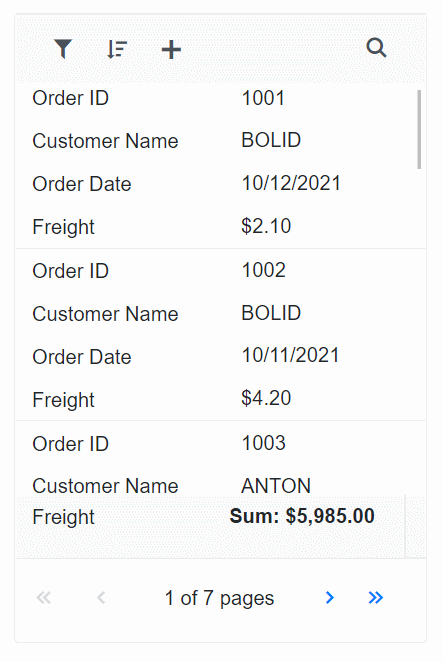 Order ID 1001
Customer Name BOLID
Order Date 10/12/2021
Freight $2.10
Order ID 1002
Customer Name BOLID
Order Date 10/11/2021
Freight $4.20
Order ID 1003
Customer Name ANTON
Freight Sum: $5,985.00
1 of 7 pages